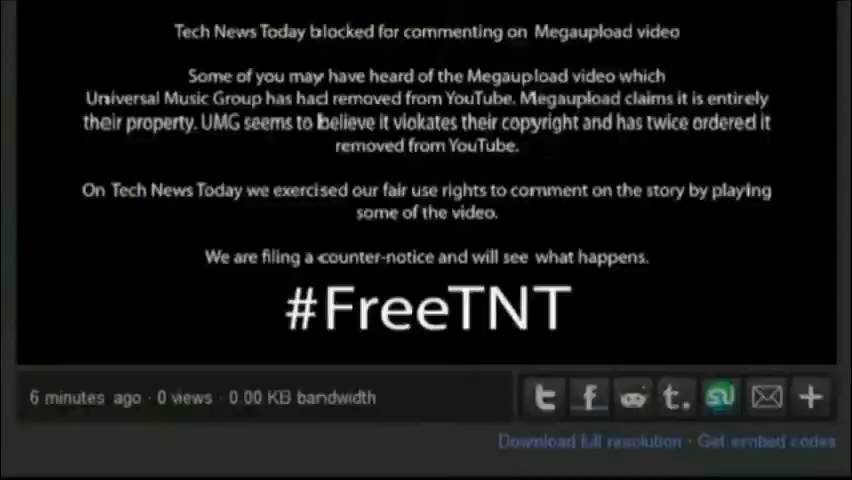 Tech News Today blocked for commenting on Megaupload video
Some of you may have heard of the Megaupload video which
Universal Music Group has had removed from YouTube. Megaupload claims it is entirely
their property. UMG seems to believe it violates their copyright and has twice ordered it
removed from YouTube.
On Tech News Today we exercised our fair use rights to comment on the story by playing
some of the video.
We are filing a counter-notice and will see what happens.
#FreeTNT
6 minutes ago · 0 views · 0.00 KB bandwidth
Download full resolution · Get embed codes